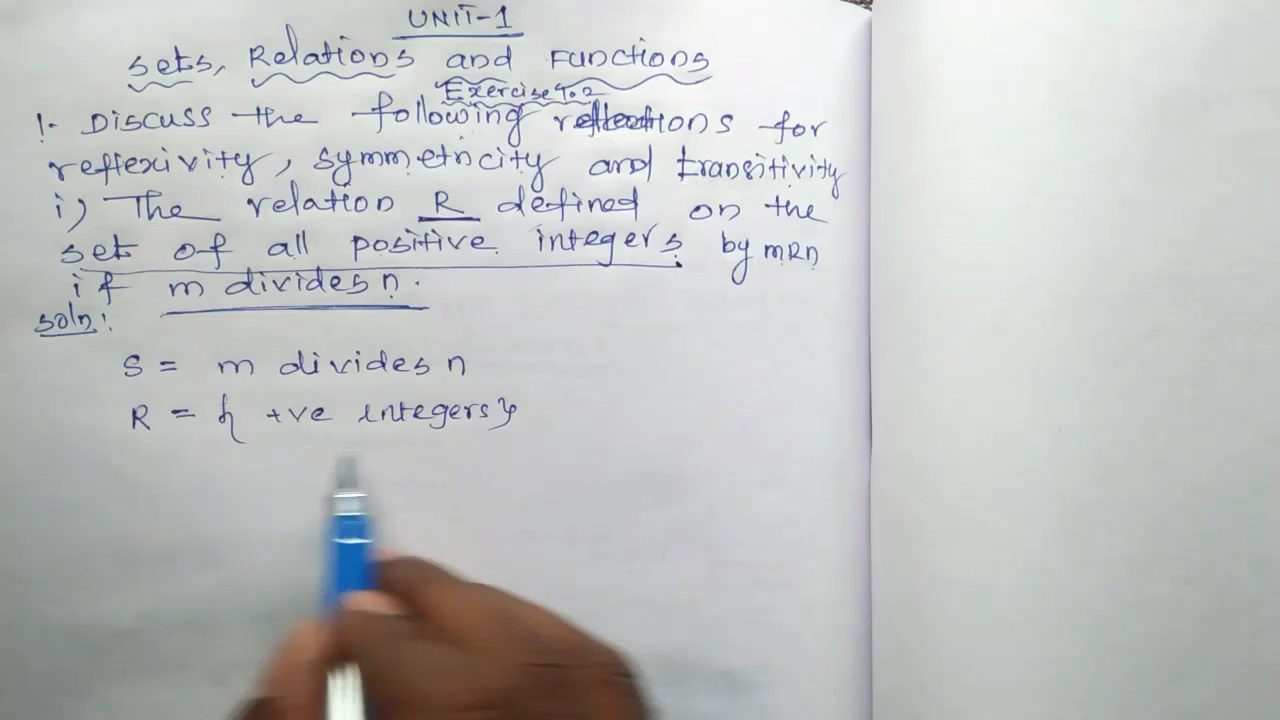 UNIT-1
Sets, Relations and Functions
Exercise 1.2
1. Discuss the following relations for
reflexivity, symmetricity and transitivity
i) The relation R defined on the
set of all positive integers by mRn
if m divides n.
soln:
S = m divides n
R = { +ve integers}